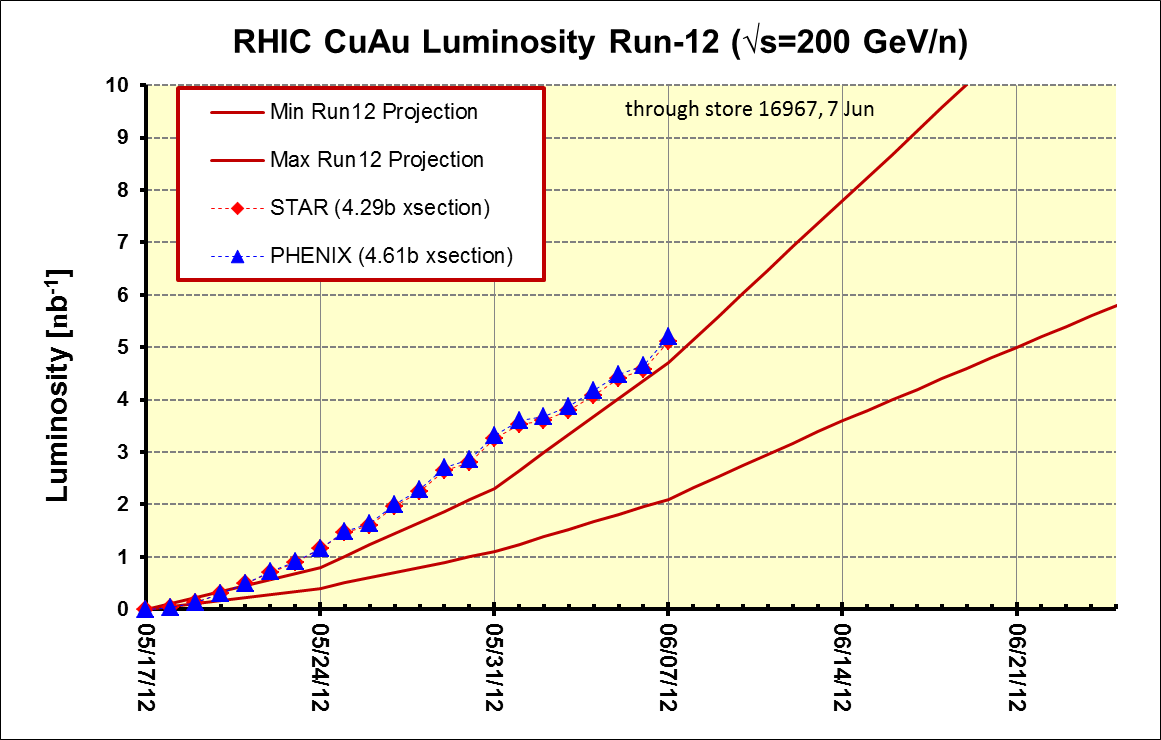 RHIC CuAu Luminosity Run-12 (√s=200 GeV/n)
Min Run12 Projection
Max Run12 Projection
STAR (4.29b xsection)
PHENIX (4.61b xsection)
through store 16967, 7 Jun
Luminosity [nb⁻¹]
10
9
8
7
6
5
4
3
2
1
0
05/17/12
05/24/12
05/31/12
06/07/12
06/14/12
06/21/12